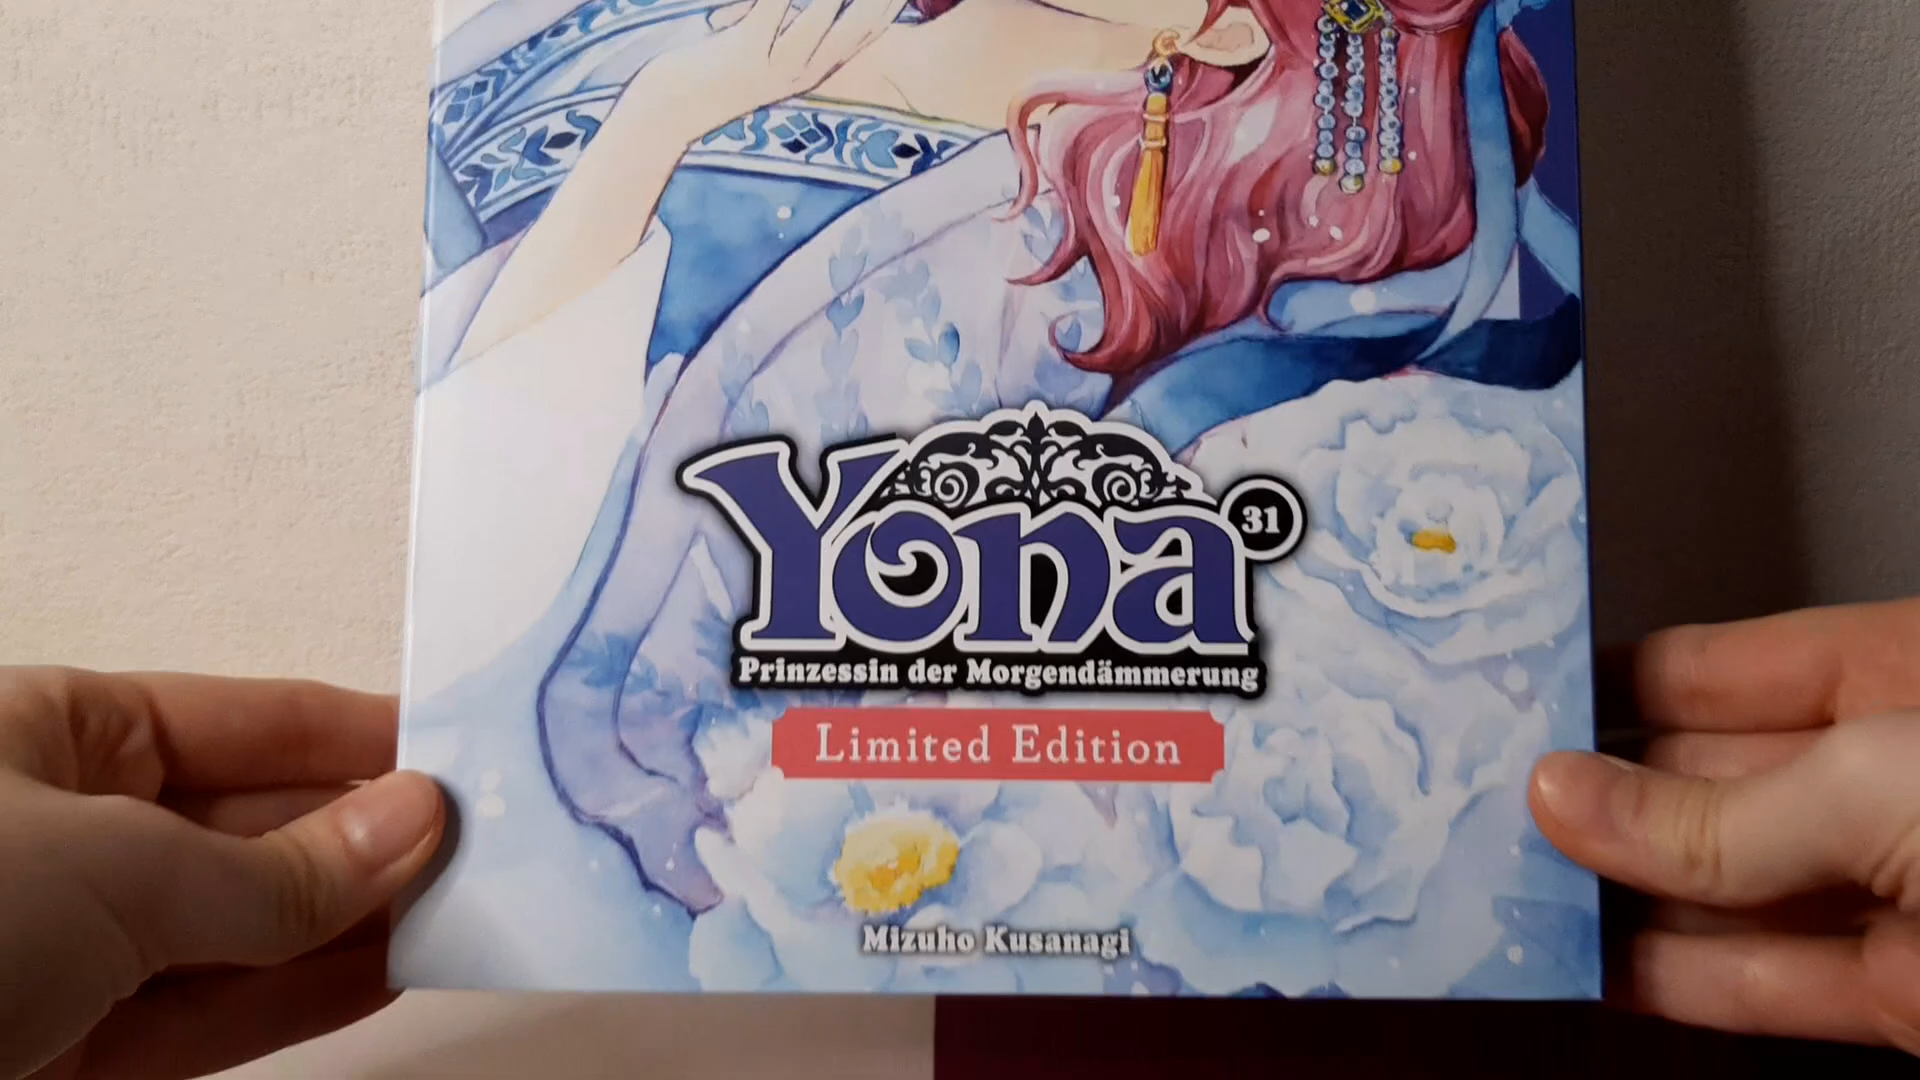 Yona
31
Prinzessin der Morgendämmerung
Limited Edition
Mizuho Kusanagi